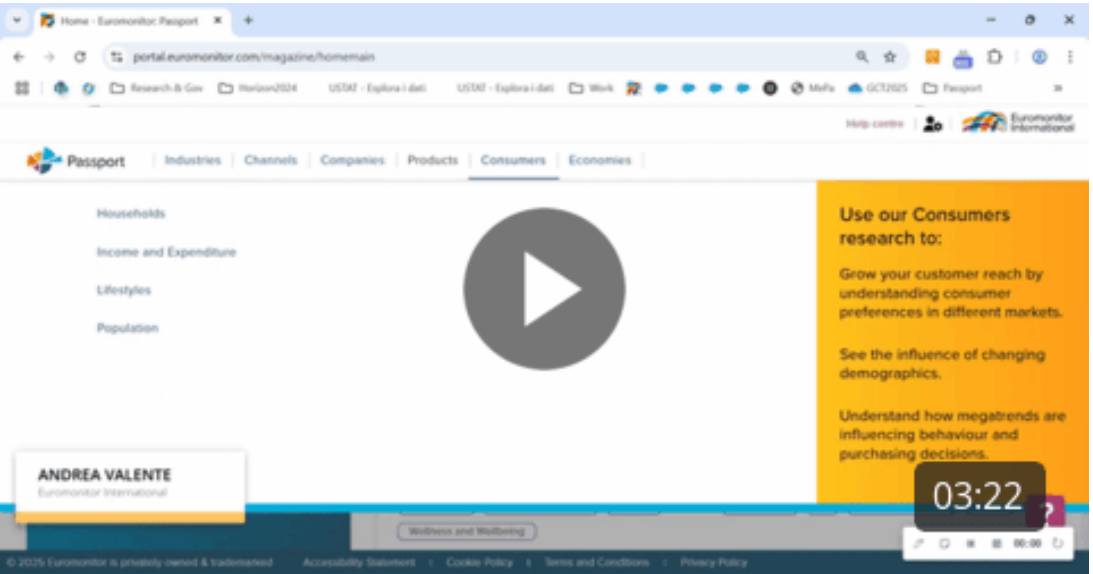 Home - Euromonitor: Passport
portal.euromonitor.com/magazine/homemain
Research & Gov Horizon2024 USTAT - Esplora i dati USTAT - Esplora i dati Work MePa GCT2025 Passport
Help centre Euromonitor International
Passport Industries Channels Companies Products Consumers Economies
Households
Income and Expenditure
Lifestyles
Population
Use our Consumers
research to:
Grow your customer reach by
understanding consumer
preferences in different markets.
See the influence of changing
demographics.
Understand how megatrends are
influencing behaviour and
purchasing decisions.
ANDREA VALENTE
Euromonitor International
03:22
?
Wellness and Wellbeing
00:00
© 2025 Euromonitor is privately owned & trademarked Accessibility Statement Cookie Policy Terms and Conditions Privacy Policy